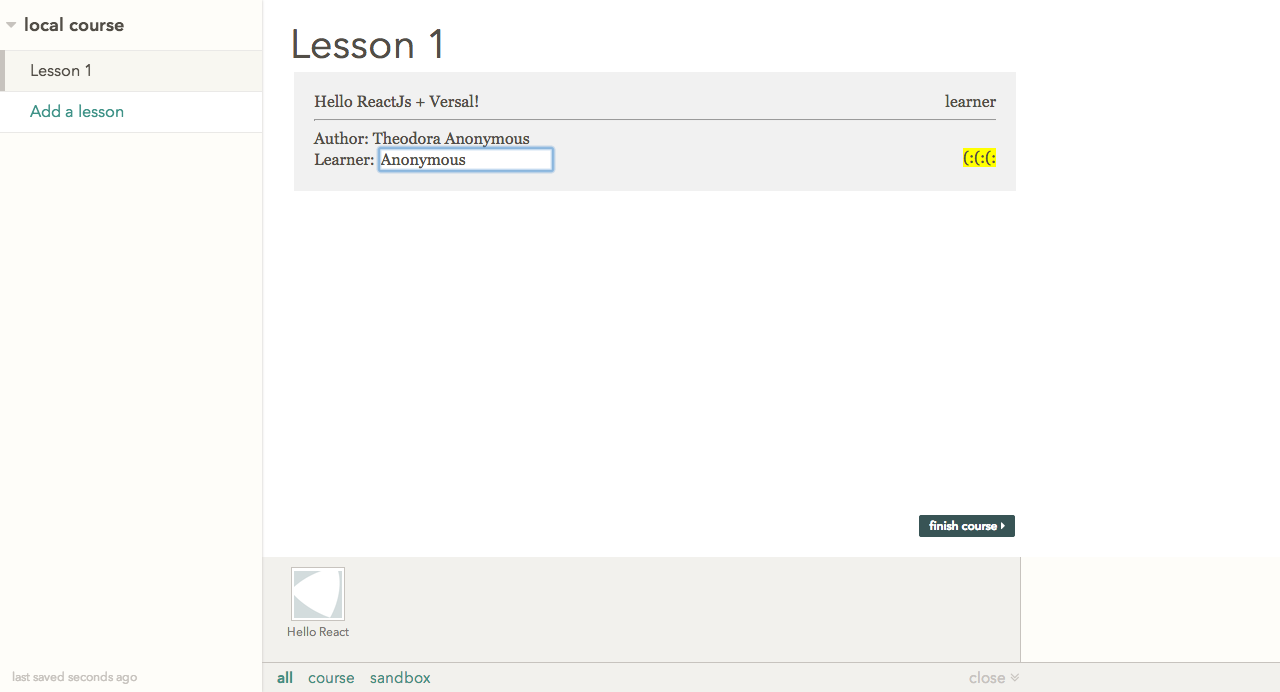 local course
Lesson 1
Add a lesson
last saved seconds ago
Lesson 1
Hello ReactJs + Versal! learner
Author: Theodora Anonymous
Learner: Anonymous (:(:(:
finish course
Hello React
all course sandbox close